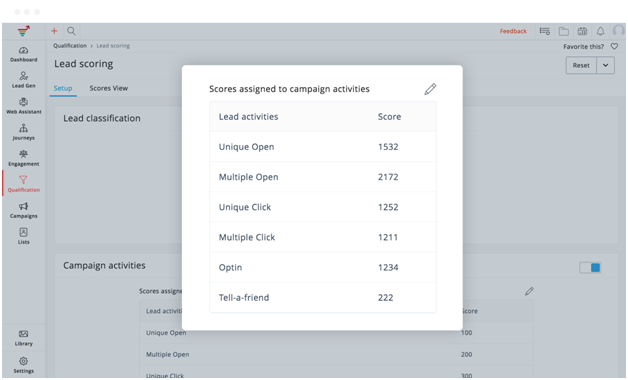 Feedback
Qualification > Lead scoring
Favorite this?
Lead scoring
Reset
Setup
Scores View
Dashboard
Lead Gen
Web Assistant
Journeys
Engagement
Qualification
Campaigns
Lists
Library
Settings
Lead classification
Scores assigned to campaign activities
Lead activities Score
Unique Open 1532
Multiple Open 2172
Unique Click 1252
Multiple Click 1211
Optin 1234
Tell-a-friend 222
Campaign activities
Scores assigne
Lead activiti Score
Unique Open 100
Multiple Open 200
Unique Click 300